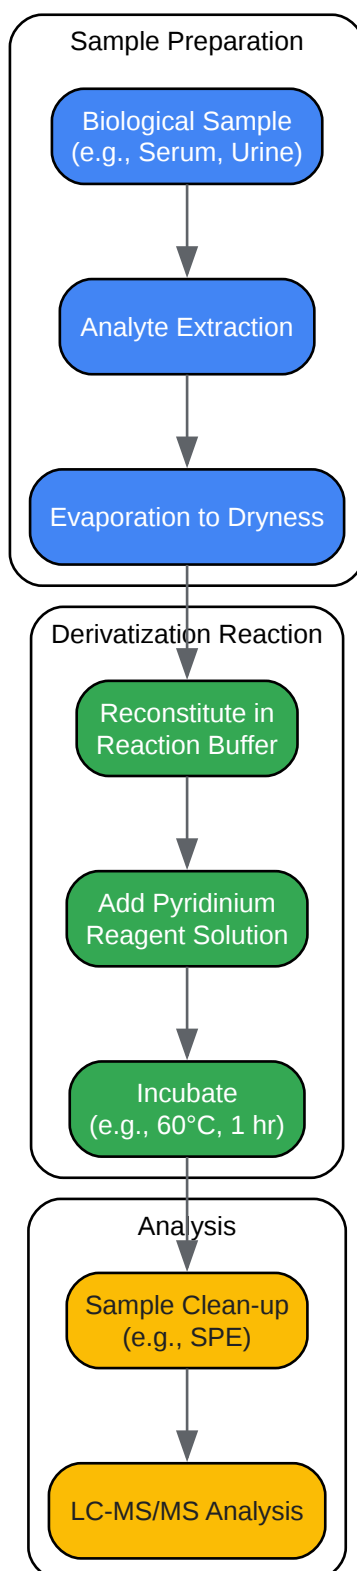 Sample Preparation
Biological Sample
(e.g., Serum, Urine)
Analyte Extraction
Evaporation to Dryness
Derivatization Reaction
Reconstitute in
Reaction Buffer
Add Pyridinium
Reagent Solution
Incubate
(e.g., 60°C, 1 hr)
Analysis
Sample Clean-up
(e.g., SPE)
LC-MS/MS Analysis